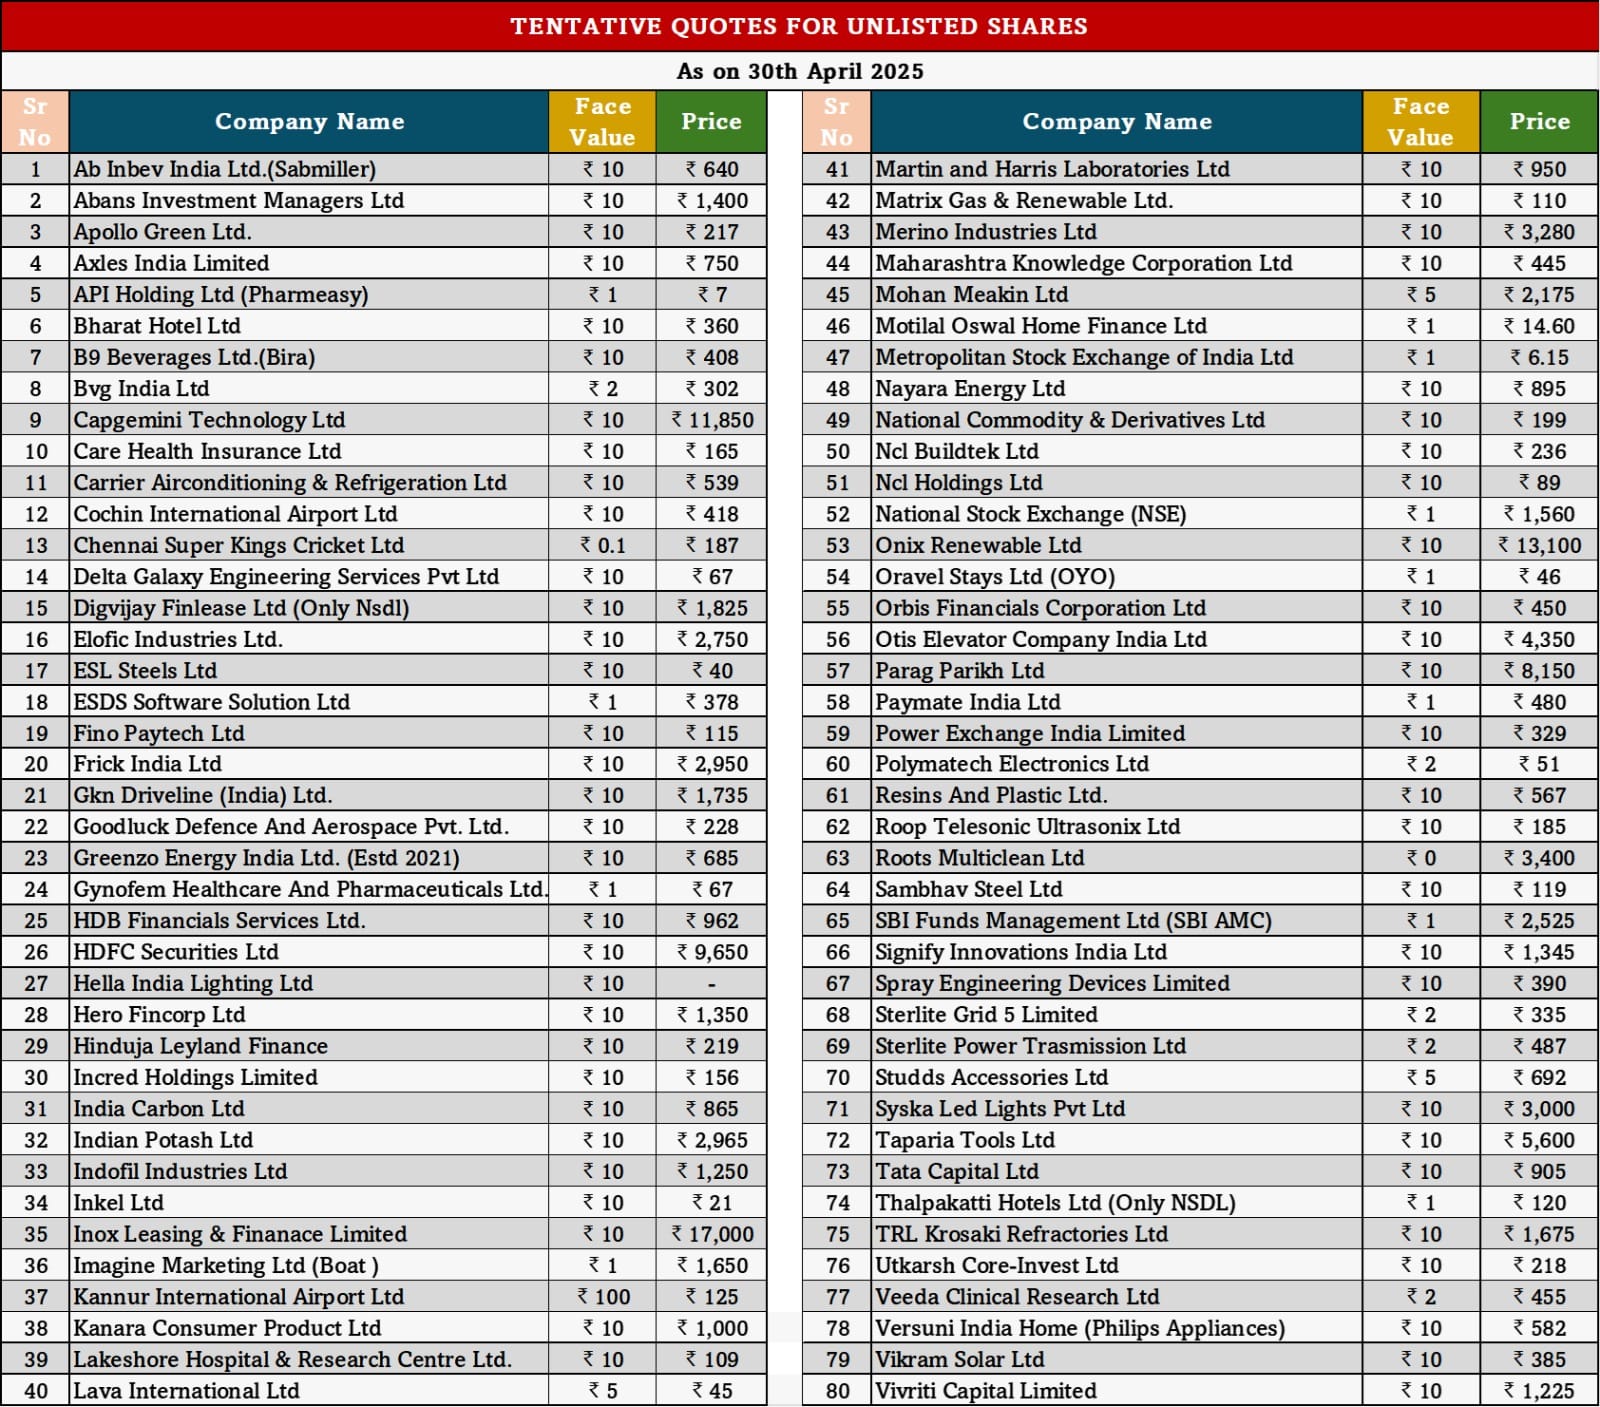 TENTATIVE QUOTES FOR UNLISTED SHARES
As on 30th April 2025
Sr No Company Name Face Value Price
1 Ab Inbev India Ltd.(Sabmiller) ₹ 10 ₹ 640
2 Abans Investment Managers Ltd ₹ 10 ₹ 1,400
3 Apollo Green Ltd. ₹ 10 ₹ 217
4 Axles India Limited ₹ 10 ₹ 750
5 API Holding Ltd (Pharmeasy) ₹ 1 ₹ 7
6 Bharat Hotel Ltd ₹ 10 ₹ 360
7 B9 Beverages Ltd.(Bira) ₹ 10 ₹ 408
8 Bvg India Ltd ₹ 2 ₹ 302
9 Capgemini Technology Ltd ₹ 10 ₹ 11,850
10 Care Health Insurance Ltd ₹ 10 ₹ 165
11 Carrier Airconditioning & Refrigeration Ltd ₹ 10 ₹ 539
12 Cochin International Airport Ltd ₹ 10 ₹ 418
13 Chennai Super Kings Cricket Ltd ₹ 0.1 ₹ 187
14 Delta Galaxy Engineering Services Pvt Ltd ₹ 10 ₹ 67
15 Digvijay Finlease Ltd (Only Nsdl) ₹ 10 ₹ 1,825
16 Elofic Industries Ltd. ₹ 10 ₹ 2,750
17 ESL Steels Ltd ₹ 10 ₹ 40
18 ESDS Software Solution Ltd ₹ 1 ₹ 378
19 Fino Paytech Ltd ₹ 10 ₹ 115
20 Frick India Ltd ₹ 10 ₹ 2,950
21 Gkn Driveline (India) Ltd. ₹ 10 ₹ 1,735
22 Goodluck Defence And Aerospace Pvt. Ltd. ₹ 10 ₹ 228
23 Greenzo Energy India Ltd. (Estd 2021) ₹ 10 ₹ 685
24 Gynofem Healthcare And Pharmaceuticals Ltd. ₹ 1 ₹ 67
25 HDB Financials Services Ltd. ₹ 10 ₹ 962
26 HDFC Securities Ltd ₹ 10 ₹ 9,650
27 Hella India Lighting Ltd ₹ 10 -
28 Hero Fincorp Ltd ₹ 10 ₹ 1,350
29 Hinduja Leyland Finance ₹ 10 ₹ 219
30 Incred Holdings Limited ₹ 10 ₹ 156
31 India Carbon Ltd ₹ 10 ₹ 865
32 Indian Potash Ltd ₹ 10 ₹ 2,965
33 Indofil Industries Ltd ₹ 10 ₹ 1,250
34 Inkel Ltd ₹ 10 ₹ 21
35 Inox Leasing & Finanace Limited ₹ 10 ₹ 17,000
36 Imagine Marketing Ltd (Boat ) ₹ 1 ₹ 1,650
37 Kannur International Airport Ltd ₹ 100 ₹ 125
38 Kanara Consumer Product Ltd ₹ 10 ₹ 1,000
39 Lakeshore Hospital & Research Centre Ltd. ₹ 10 ₹ 109
40 Lava International Ltd ₹ 5 ₹ 45
Sr No Company Name Face Value Price
41 Martin and Harris Laboratories Ltd ₹ 10 ₹ 950
42 Matrix Gas & Renewable Ltd. ₹ 10 ₹ 110
43 Merino Industries Ltd ₹ 10 ₹ 3,280
44 Maharashtra Knowledge Corporation Ltd ₹ 10 ₹ 445
45 Mohan Meakin Ltd ₹ 5 ₹ 2,175
46 Motilal Oswal Home Finance Ltd ₹ 1 ₹ 14.60
47 Metropolitan Stock Exchange of India Ltd ₹ 1 ₹ 6.15
48 Nayara Energy Ltd ₹ 10 ₹ 895
49 National Commodity & Derivatives Ltd ₹ 10 ₹ 199
50 Ncl Buildtek Ltd ₹ 10 ₹ 236
51 Ncl Holdings Ltd ₹ 10 ₹ 89
52 National Stock Exchange (NSE) ₹ 1 ₹ 1,560
53 Onix Renewable Ltd ₹ 10 ₹ 13,100
54 Oravel Stays Ltd (OYO) ₹ 1 ₹ 46
55 Orbis Financials Corporation Ltd ₹ 10 ₹ 450
56 Otis Elevator Company India Ltd ₹ 10 ₹ 4,350
57 Parag Parikh Ltd ₹ 10 ₹ 8,150
58 Paymate India Ltd ₹ 1 ₹ 480
59 Power Exchange India Limited ₹ 10 ₹ 329
60 Polymatech Electronics Ltd ₹ 2 ₹ 51
61 Resins And Plastic Ltd. ₹ 10 ₹ 567
62 Roop Telesonic Ultrasonix Ltd ₹ 10 ₹ 185
63 Roots Multiclean Ltd ₹ 0 ₹ 3,400
64 Sambhav Steel Ltd ₹ 10 ₹ 119
65 SBI Funds Management Ltd (SBI AMC) ₹ 1 ₹ 2,525
66 Signify Innovations India Ltd ₹ 10 ₹ 1,345
67 Spray Engineering Devices Limited ₹ 10 ₹ 390
68 Sterlite Grid 5 Limited ₹ 2 ₹ 335
69 Sterlite Power Trasmission Ltd ₹ 2 ₹ 487
70 Studds Accessories Ltd ₹ 5 ₹ 692
71 Syska Led Lights Pvt Ltd ₹ 10 ₹ 3,000
72 Taparia Tools Ltd ₹ 10 ₹ 5,600
73 Tata Capital Ltd ₹ 10 ₹ 905
74 Thalpakatti Hotels Ltd (Only NSDL) ₹ 1 ₹ 120
75 TRL Krosaki Refractories Ltd ₹ 10 ₹ 1,675
76 Utkarsh Core-Invest Ltd ₹ 10 ₹ 218
77 Veeda Clinical Research Ltd ₹ 2 ₹ 455
78 Versuni India Home (Philips Appliances) ₹ 10 ₹ 582
79 Vikram Solar Ltd ₹ 10 ₹ 385
80 Vivriti Capital Limited ₹ 10 ₹ 1,225